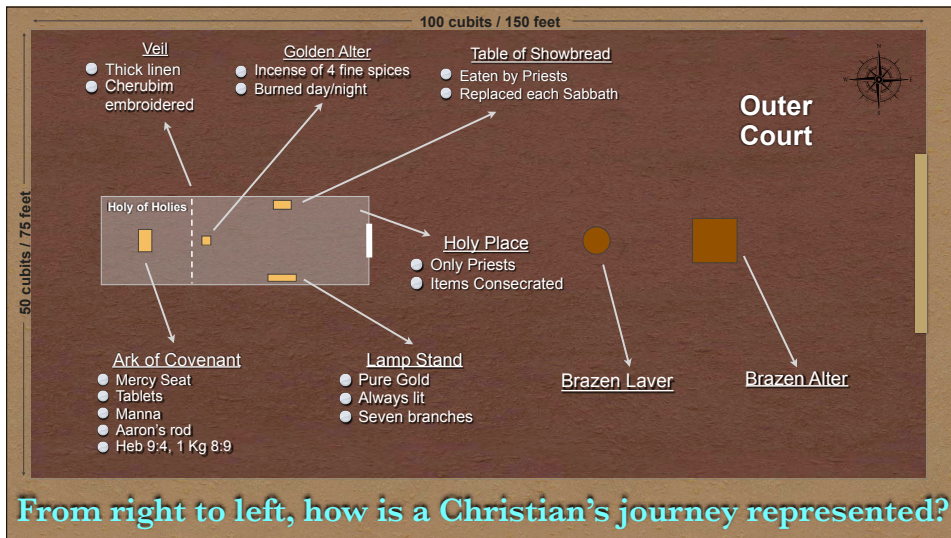 100 cubits / 150 feet
50 cubits / 75 feet
Veil
Thick linen
Cherubim
embroidered
Golden Alter
Incense of 4 fine spices
Burned day/night
Table of Showbread
Eaten by Priests
Replaced each Sabbath
N
W
E
S
Outer
Court
Holy of Holies
Holy Place
Only Priests
Items Consecrated
Ark of Covenant
Mercy Seat
Tablets
Manna
Aaron's rod
Heb 9:4, 1 Kg 8:9
Lamp Stand
Pure Gold
Always lit
Seven branches
Brazen Laver
Brazen Alter
From right to left, how is a Christian's journey represented?